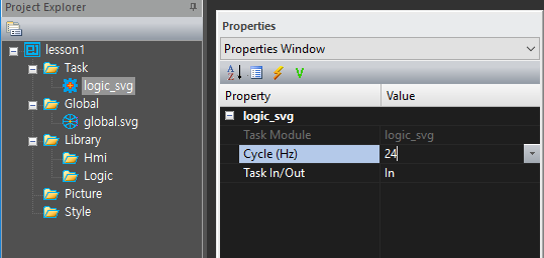 Project Explorer
lesson1
Task
logic_svg
Global
global.svg
Library
Hmi
Logic
Picture
Style
Properties
Properties Window
Property Value
logic_svg
Task Module logic_svg
Cycle (Hz) 24
Task In/Out In